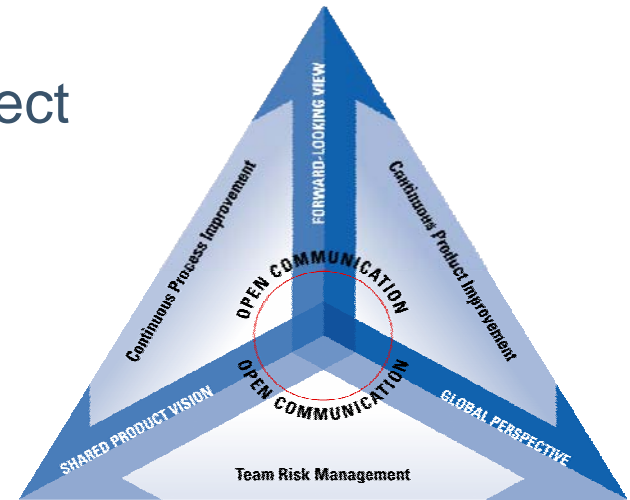 ect
FORWARD-LOOKING VIEW
Continuous Process Improvement
Continuous Product Improvement
OPEN COMMUNICATION
OPEN COMMUNICATION
SHARED PRODUCT VISION
GLOBAL PERSPECTIVE
Team Risk Management